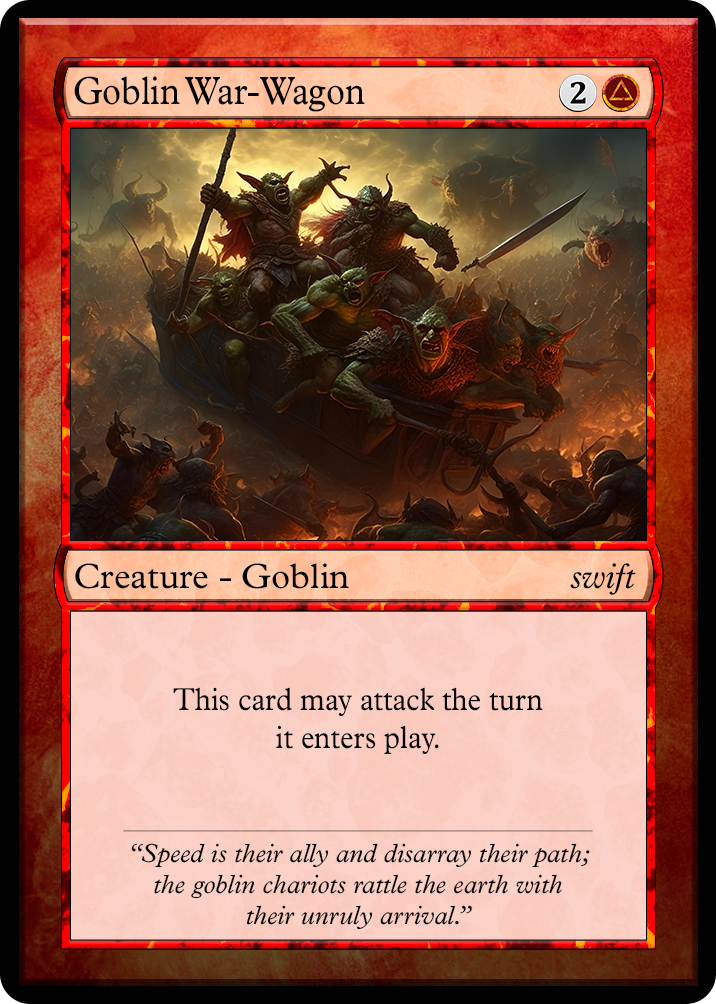 Goblin War-Wagon 2
Creature - Goblin swift
This card may attack the turn
it enters play.
“Speed is their ally and disarray their path;
the goblin chariots rattle the earth with
their unruly arrival.”